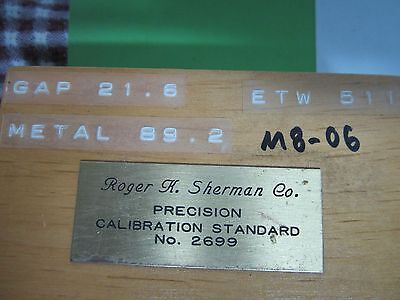 GAP 21.6
ETW 511
METAL 89.2
M8-06
Roger H. Sherman Co.
PRECISION
CALIBRATION STANDARD
No. 2699